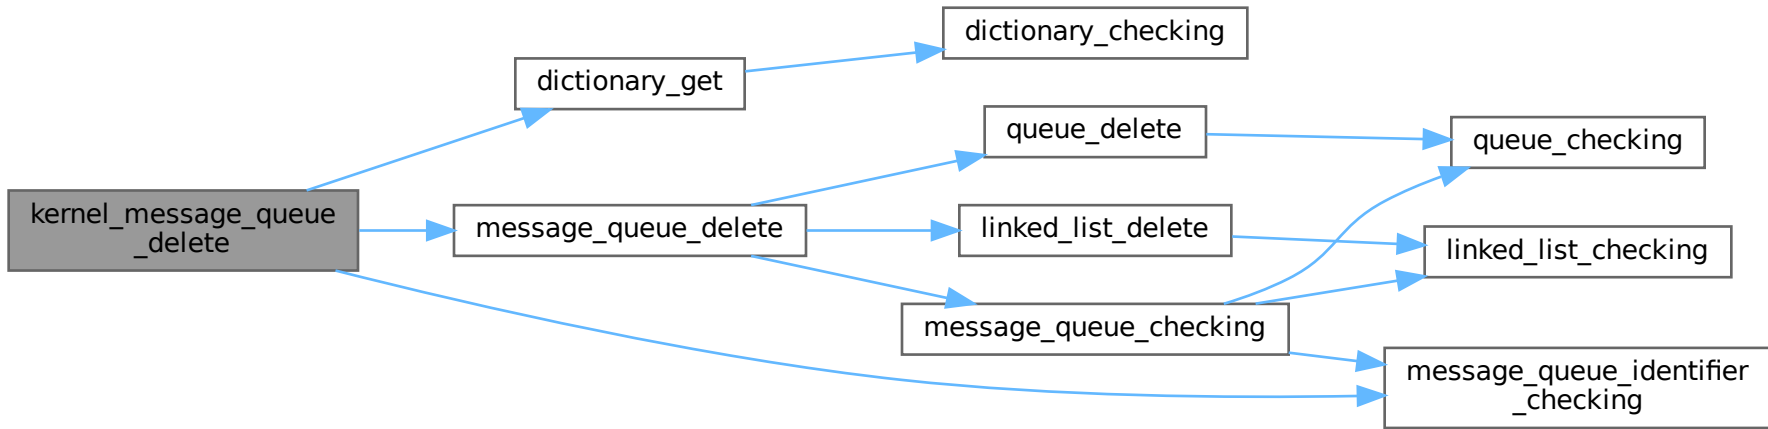 dictionary_checking
dictionary_get
queue_delete
queue_checking
kernel_message_queue
_delete
message_queue_delete
linked_list_delete
linked_list_checking
message_queue_checking
message_queue_identifier
_checking